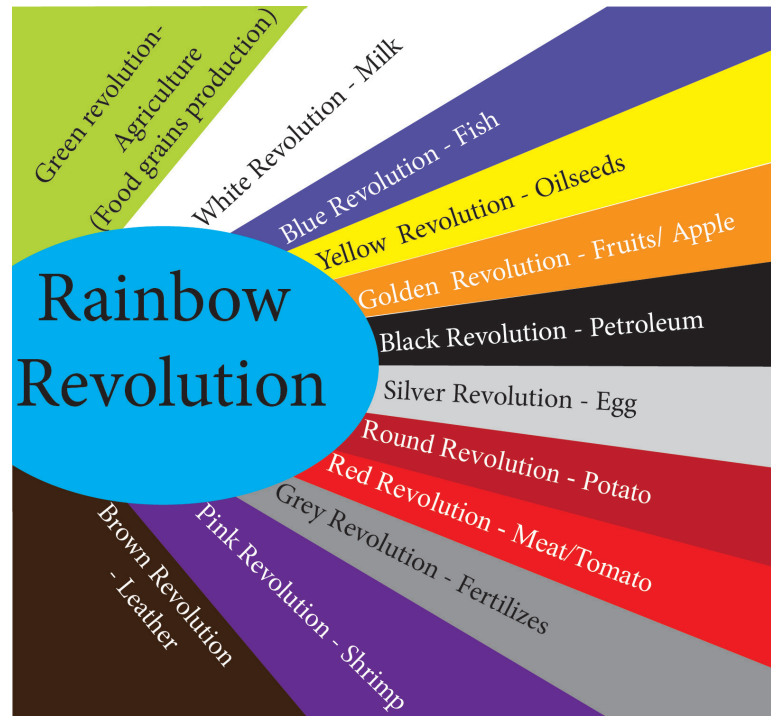 Green revolution-
Agriculture
(Food grains production)
White Revolution - Milk
Blue Revolution - Fish
Yellow Revolution - Oilseeds
Golden Revolution - Fruits/ Apple
Black Revolution - Petroleum
Silver Revolution - Egg
Round Revolution - Potato
Red Revolution - Meat/Tomato
Grey Revolution - Fertilizes
Pink Revolution - Shrimp
Brown Revolution
- Leather
Rainbow
Revolution